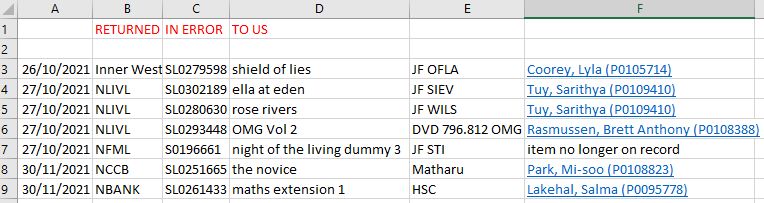 A B C D E F
1 RETURNED IN ERROR TO US
2
3 26/10/2021 Inner West SL0279598 shield of lies JF OFLA Coorey, Lyla (P0105714)
4 27/10/2021 NLIVL SL0302189 ella at eden JF SIEV Tuy, Sarithya (P0109410)
5 27/10/2021 NLIVL SL0280630 rose rivers JF WILS Tuy, Sarithya (P0109410)
6 27/10/2021 NLIVL SL0293448 OMG Vol 2 DVD 796.812 OMG Rasmussen, Brett Anthony (P0108388)
7 27/10/2021 NFML S0196661 night of the living dummy 3 JF STI item no longer on record
8 30/11/2021 NCCB SL0251665 the novice Matharu Park, Mi-soo (P0108823)
9 30/11/2021 NBANK SL0261433 maths extension 1 HSC Lakehal, Salma (P0095778)